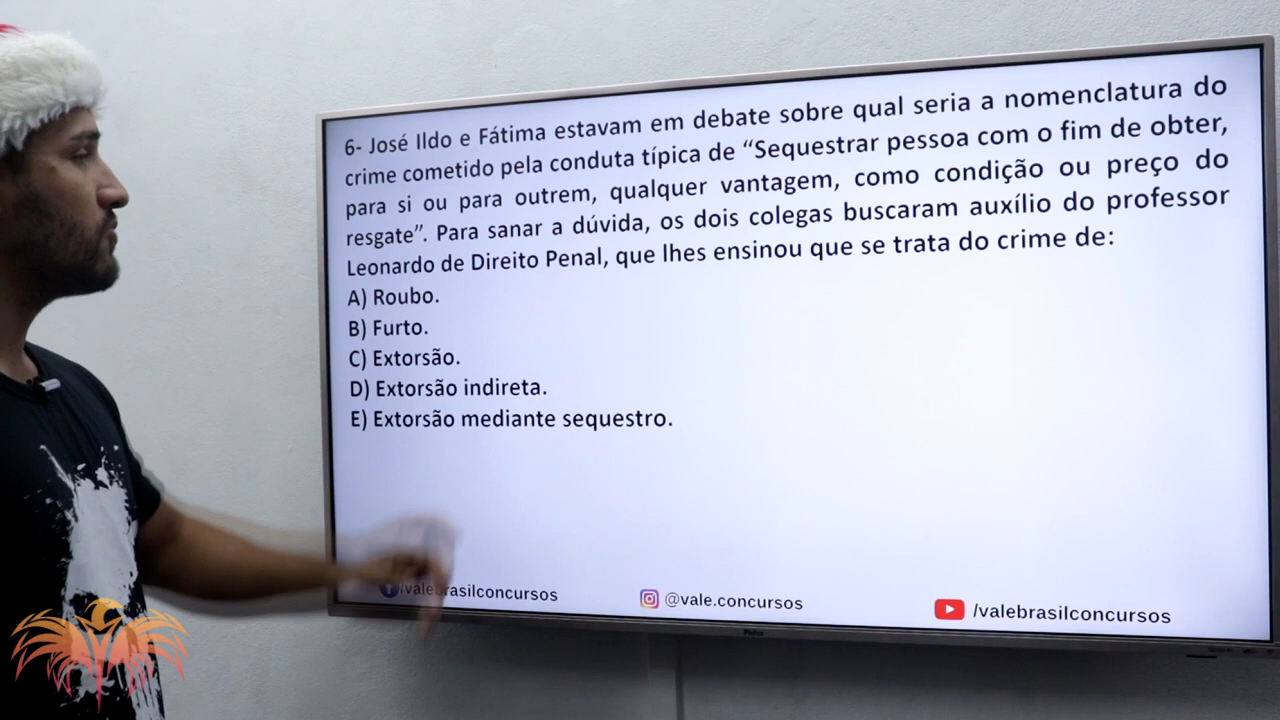 6- José Ildo e Fátima estavam em debate sobre qual seria a nomenclatura do
crime cometido pela conduta típica de “Sequestrar pessoa com o fim de obter,
para si ou para outrem, qualquer vantagem, como condição ou preço do
resgate”. Para sanar a dúvida, os dois colegas buscaram auxílio do professor
Leonardo de Direito Penal, que lhes ensinou que se trata do crime de:
A) Roubo.
B) Furto.
C) Extorsão.
D) Extorsão indireta.
E) Extorsão mediante sequestro.
/valebrasilconcursos
@vale.concursos
/valebrasilconcursos
Philco